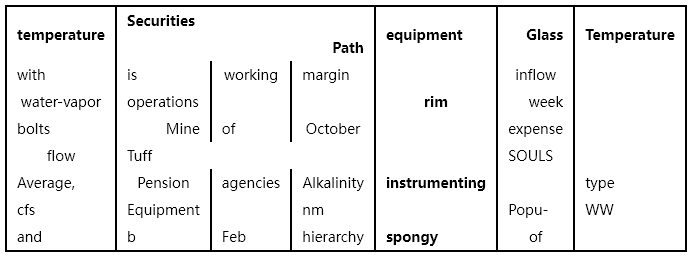 temperature Securities Path equipment Glass Temperature
with is working margin inflow
water-vapor operations rim week
bolts Mine of October expense
flow Tuff SOULS
Average, Pension agencies Alkalinity instrumenting type
cfs Equipment nm Popu- WW
and b Feb hierarchy spongy of